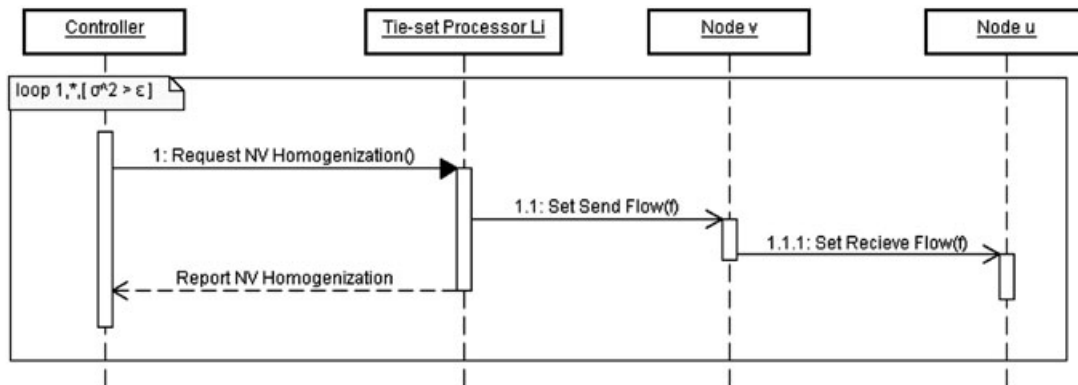 Controller
Tie-set Processor Li
Node v
Node u
loop 1,*,[ σ^2 > ε ]
1: Request NV Homogenization()
1.1: Set Send Flow(f)
1.1.1: Set Recieve Flow(f)
Report NV Homogenization